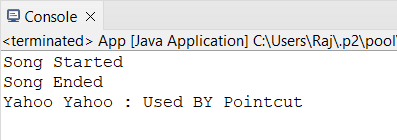 Console
<terminated> App [Java Application] C:\Users\Raj\.p2\pool\
Song Started
Song Ended
Yahoo Yahoo : Used BY Pointcut